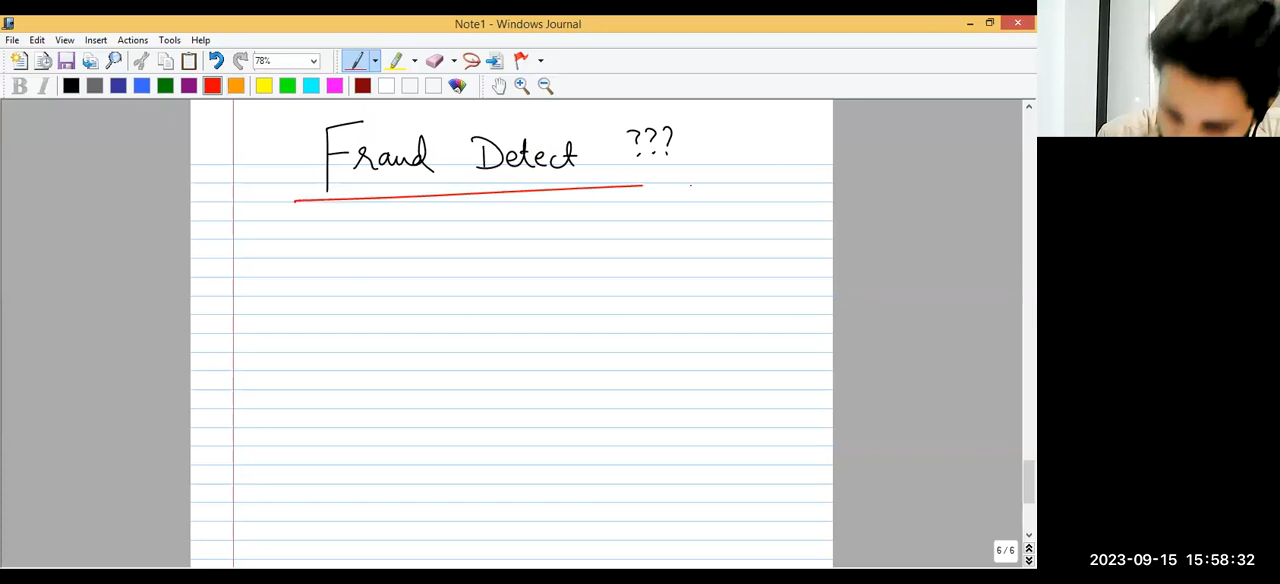 Note1 - Windows Journal
File Edit View Insert Actions Tools Help
78%
B I
Fraud Detect ???
6 / 6
2023-09-15 15:58:32